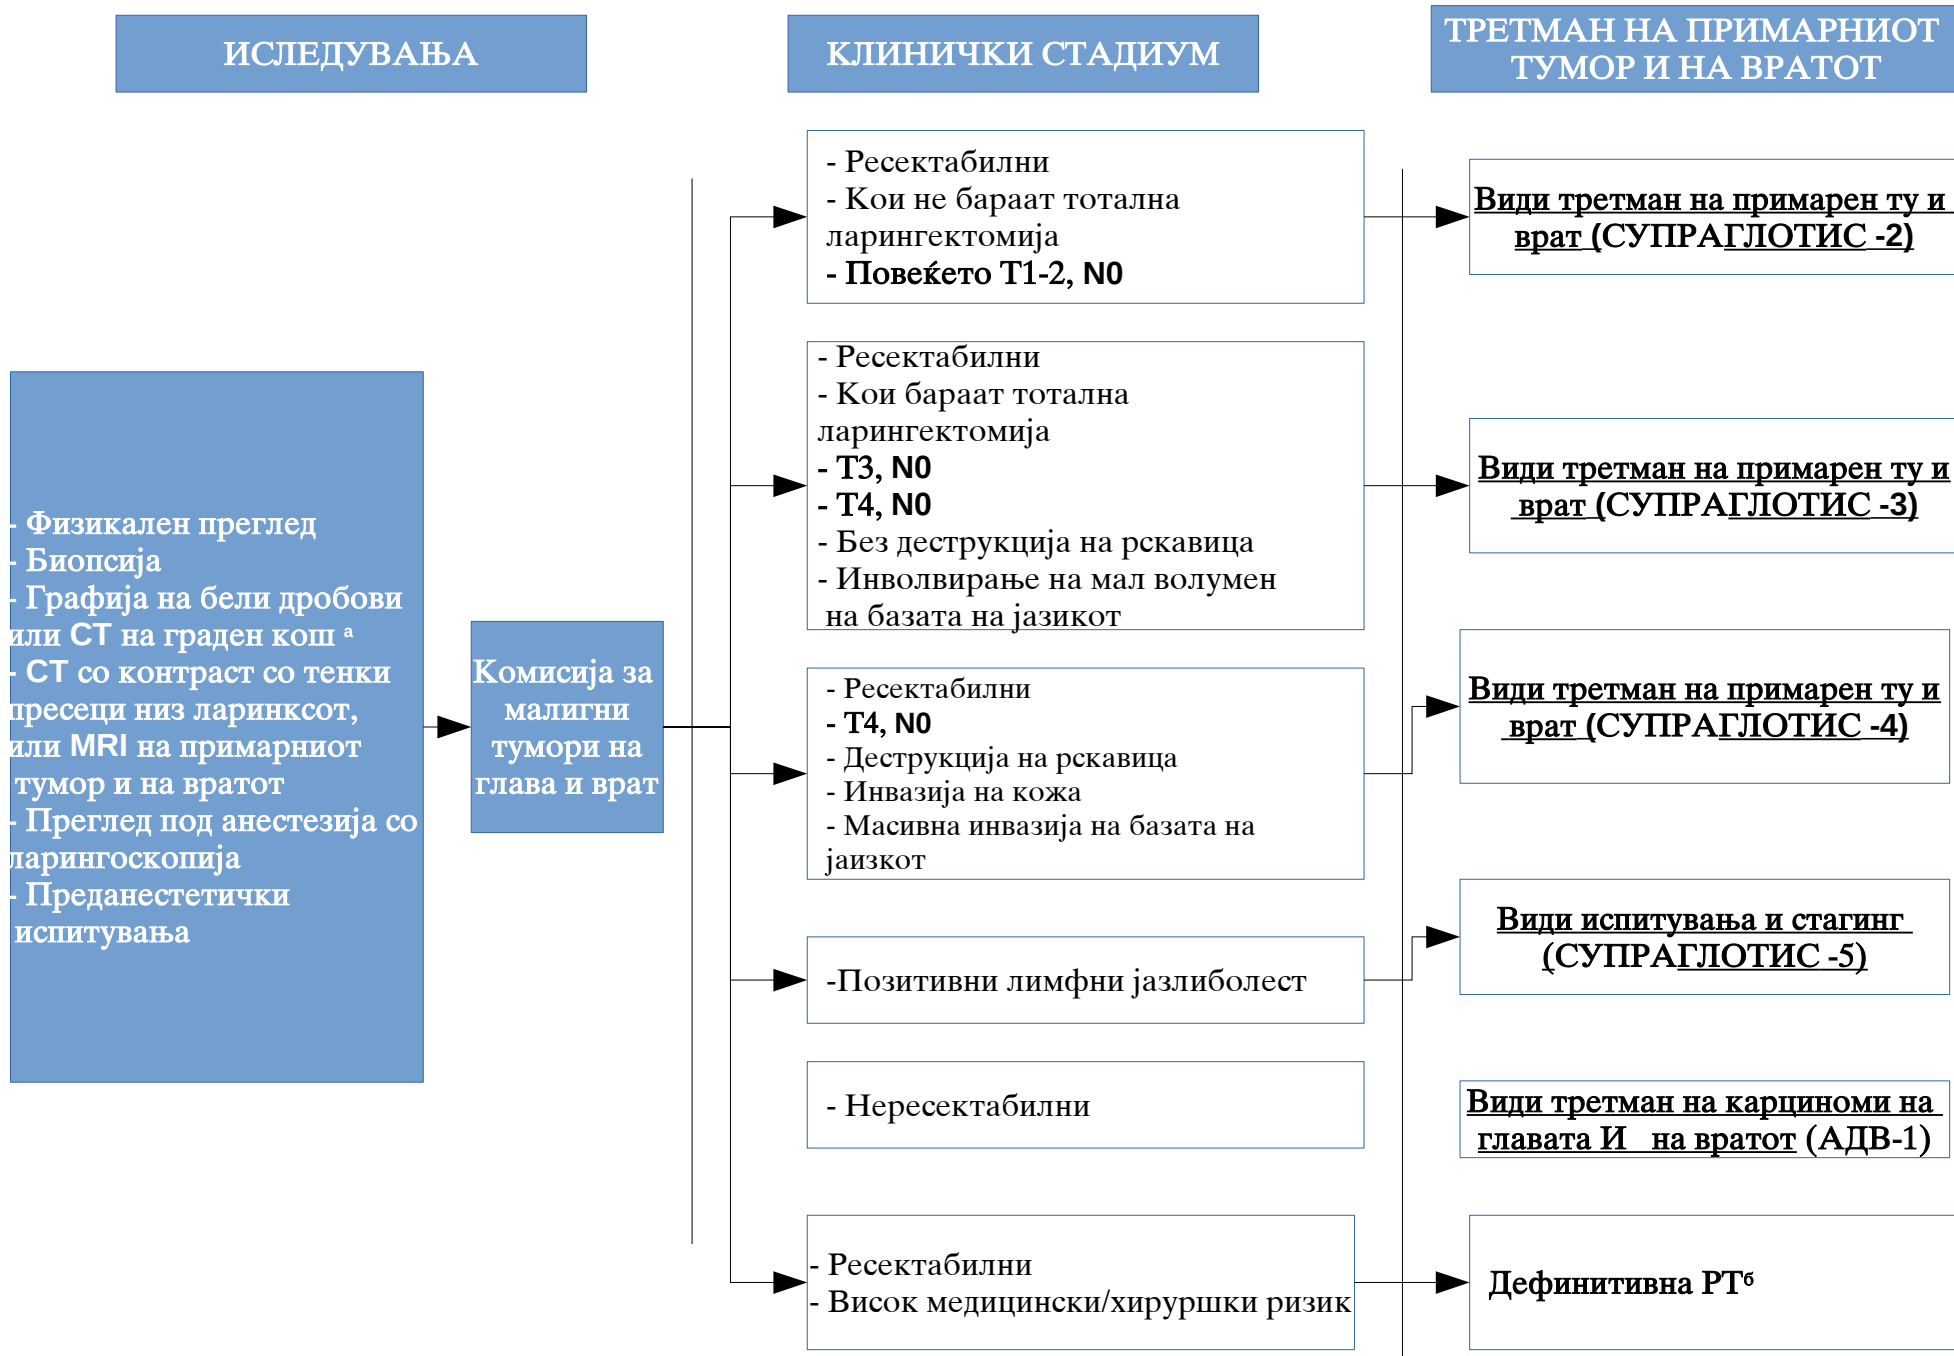 ИСЛЕДУВАЊА
КЛИНИЧКИ СТАДИУМ
ТРЕТМАН НА ПРИМАРНИОТ
ТУМОР И НА ВРАТОТ
- Физикален преглед
- Биопсија
- Графија на бели дробови
или CT на граден кош ᵃ
- CT со контраст со тенки
пресеци низ ларинксот,
или MRI на примарниот
тумор и на вратот
- Преглед под анестезија со
ларингоскопија
- Преданестетички
испитувања
Комисија за
малигни
тумори на
глава и врат
- Ресектабилни
- Кои не бараат тотална
ларингектомија
- Повеќето Т1-2, N0
- Ресектабилни
- Кои бараат тотална
ларингектомија
- Т3, N0
- Т4, N0
- Без деструкција на рскавица
- Инволвирање на мал волумен
на базата на јазикот
- Ресектабилни
- Т4, N0
- Деструкција на рскавица
- Инвазија на кожа
- Масивна инвазија на базата на
јаизкот
-Позитивни лимфни јазлиболест
- Нересектабилни
- Ресектабилни
- Висок медицински/хируршки ризик
Види третман на примарен ту и
врат (СУПРАГЛОТИС -2)
Види третман на примарен ту и
врат (СУПРАГЛОТИС -3)
Види третман на примарен ту и
врат (СУПРАГЛОТИС -4)
Види испитувања и стагинг
(СУПРАГЛОТИС -5)
Види третман на карциноми на
главата И на вратот (АДВ-1)
Дефинитивна РТᵟ